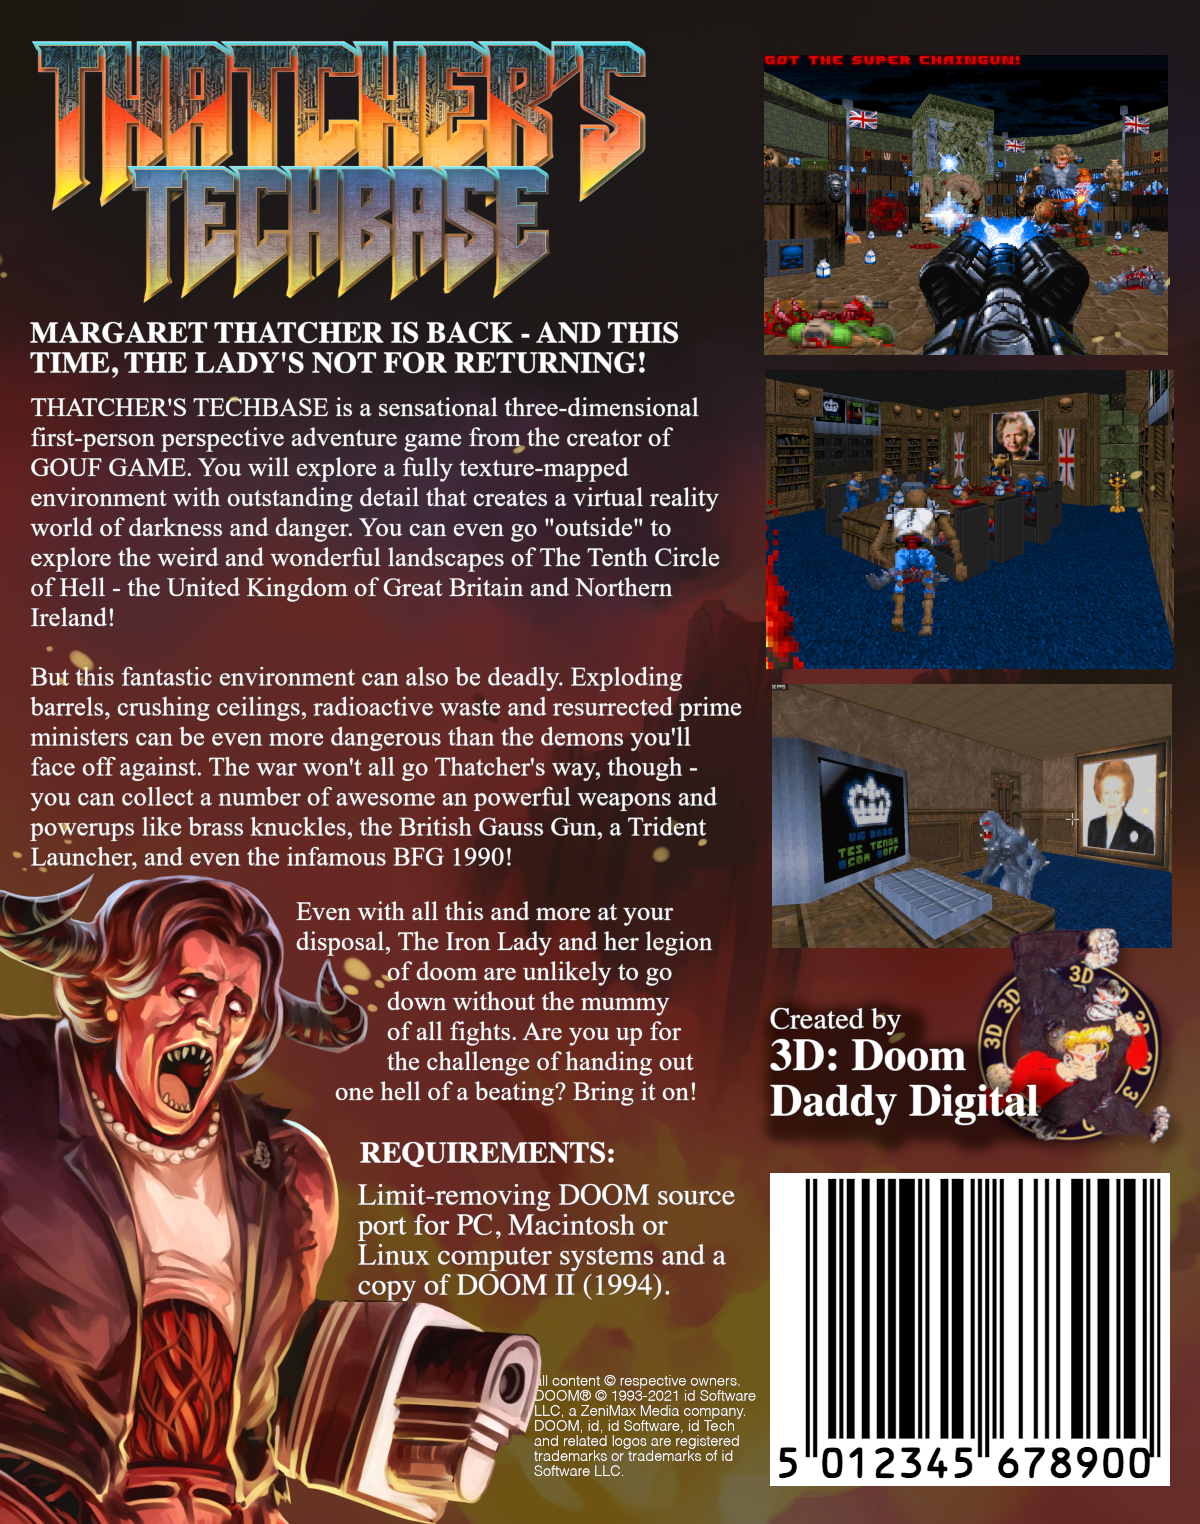 THATCHER'S
TECHBASE
MARGARET THATCHER IS BACK - AND THIS
TIME, THE LADY'S NOT FOR RETURNING!
THATCHER'S TECHBASE is a sensational three-dimensional
first-person perspective adventure game from the creator of
GOUF GAME. You will explore a fully texture-mapped
environment with outstanding detail that creates a virtual reality
world of darkness and danger. You can even go "outside" to
explore the weird and wonderful landscapes of The Tenth Circle
of Hell - the United Kingdom of Great Britain and Northern
Ireland!
But this fantastic environment can also be deadly. Exploding
barrels, crushing ceilings, radioactive waste and resurrected prime
ministers can be even more dangerous than the demons you'll
face off against. The war won't all go Thatcher's way, though -
you can collect a number of awesome an powerful weapons and
powerups like brass knuckles, the British Gauss Gun, a Trident
Launcher, and even the infamous BFG 1990!
Even with all this and more at your
disposal, The Iron Lady and her legion
of doom are unlikely to go
down without the mummy
of all fights. Are you up for
the challenge of handing out
one hell of a beating? Bring it on!
REQUIREMENTS:
Limit-removing DOOM source
port for PC, Macintosh or
Linux computer systems and a
copy of DOOM II (1994).
all content © respective owners.
DOOM® © 1993-2021 id Software
LLC, a ZeniMax Media company.
DOOM, id, id Software, id Tech
and related logos are registered
trademarks or trademarks of id
Software LLC.
GOT THE SUPER CHAINGUN!
3D 3D 3D 3D
Created by
3D: Doom
Daddy Digital
5 012345 678900